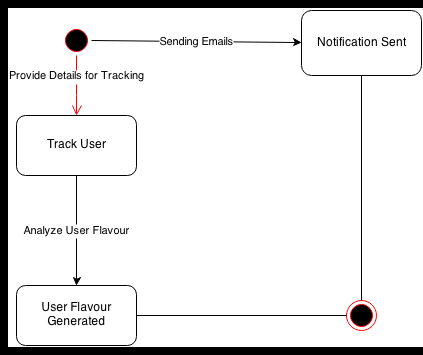 Sending Emails
Notification Sent
Provide Details for Tracking
Track User
Analyze User Flavour
User Flavour
Generated